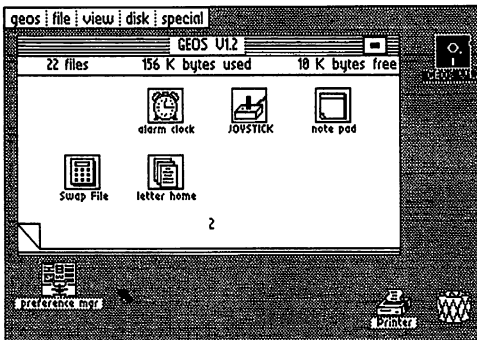 geos file view disk special
GEOS V1.2
22 files 156 K bytes used 10 K bytes free
alarm clock JOYSTICK note pad
Swap File letter home
2
preference mgr
Printer